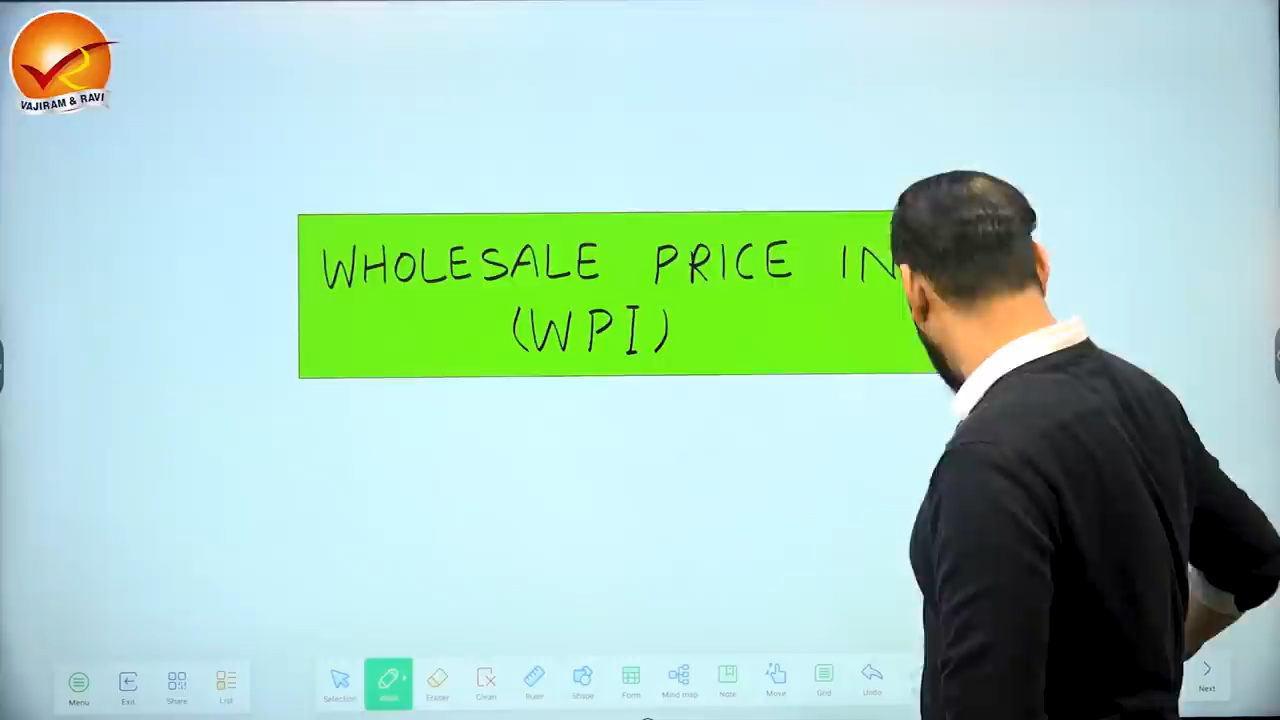 VAJIRAM & RAVI
WHOLESALE PRICE IN
(WPI)
Menu
Exit
Share
List
Selection
Eraser
Clean
Ruler
Shape
Form
Mind map
Note
Move
Grid
Undo
Next